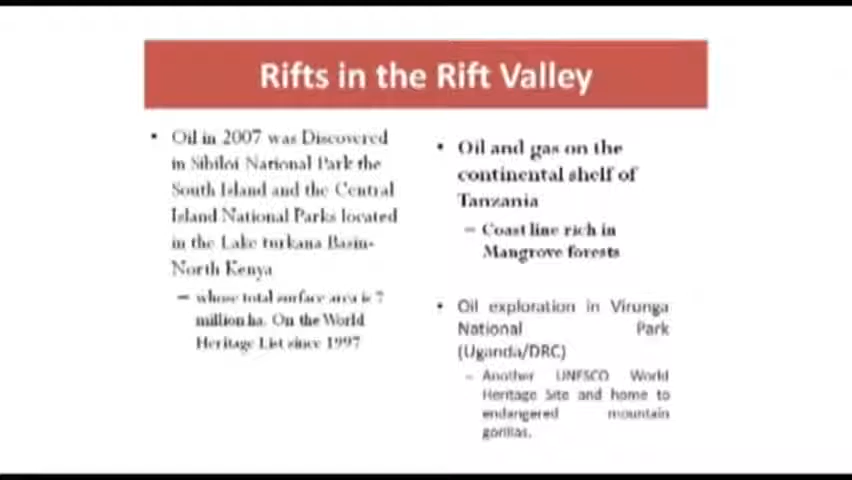 Rifts in the Rift Valley
• Oil in 2007 was Discovered
in Sibiloi National Park the
South Island and the Central
Island National Parks located
in the Lake turkana Basin-
North Kenya
– whose total surface area is 7
million ha. On the World
Heritage List since 1997
• Oil and gas on the
continental shelf of
Tanzania
– Coast line rich in
Mangrove forests
• Oil exploration in Virunga
National Park
(Uganda/DRC)
– Another UNESCO World
Heritage Site and home to
endangered mountain
gorillas.